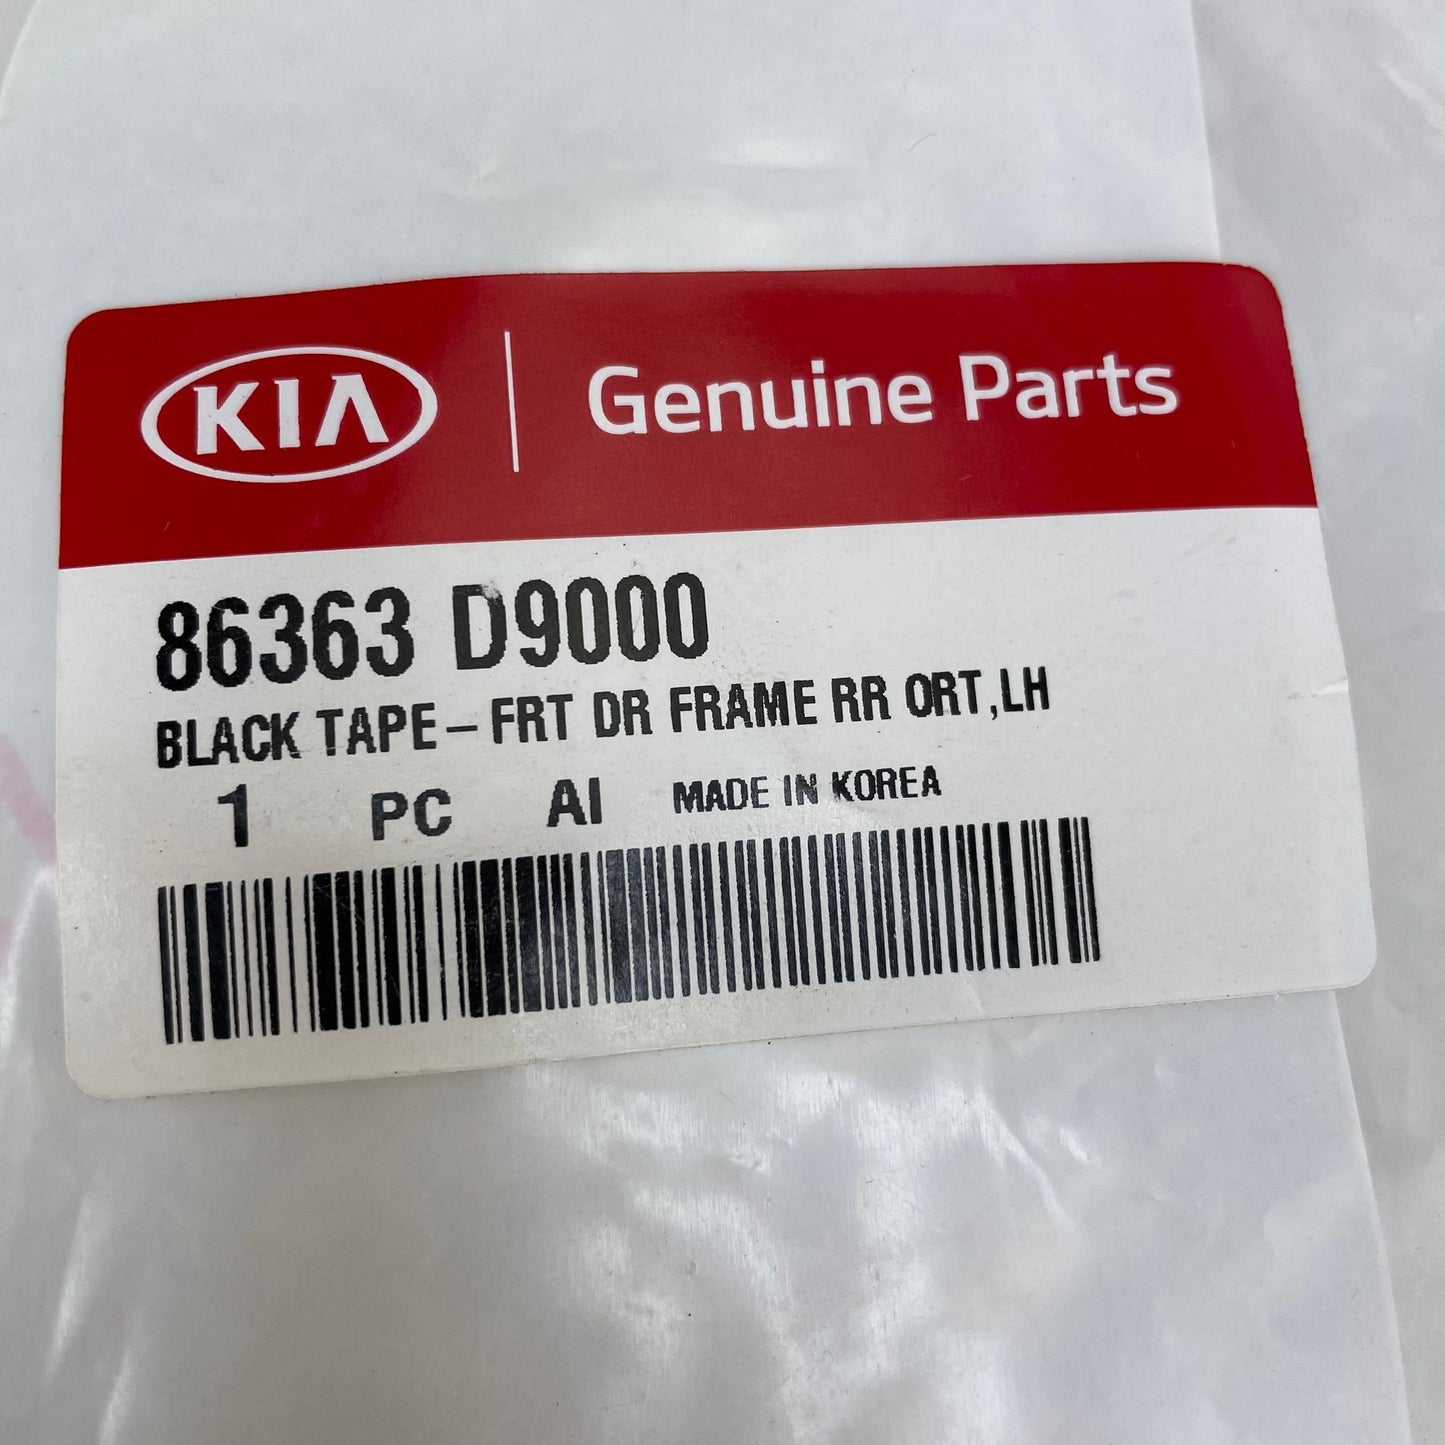 KIA Genuine Parts
86363 D9000
BLACK TAPE-FRT DR FRAME RR ORT,LH
1 PC AI MADE IN KOREA